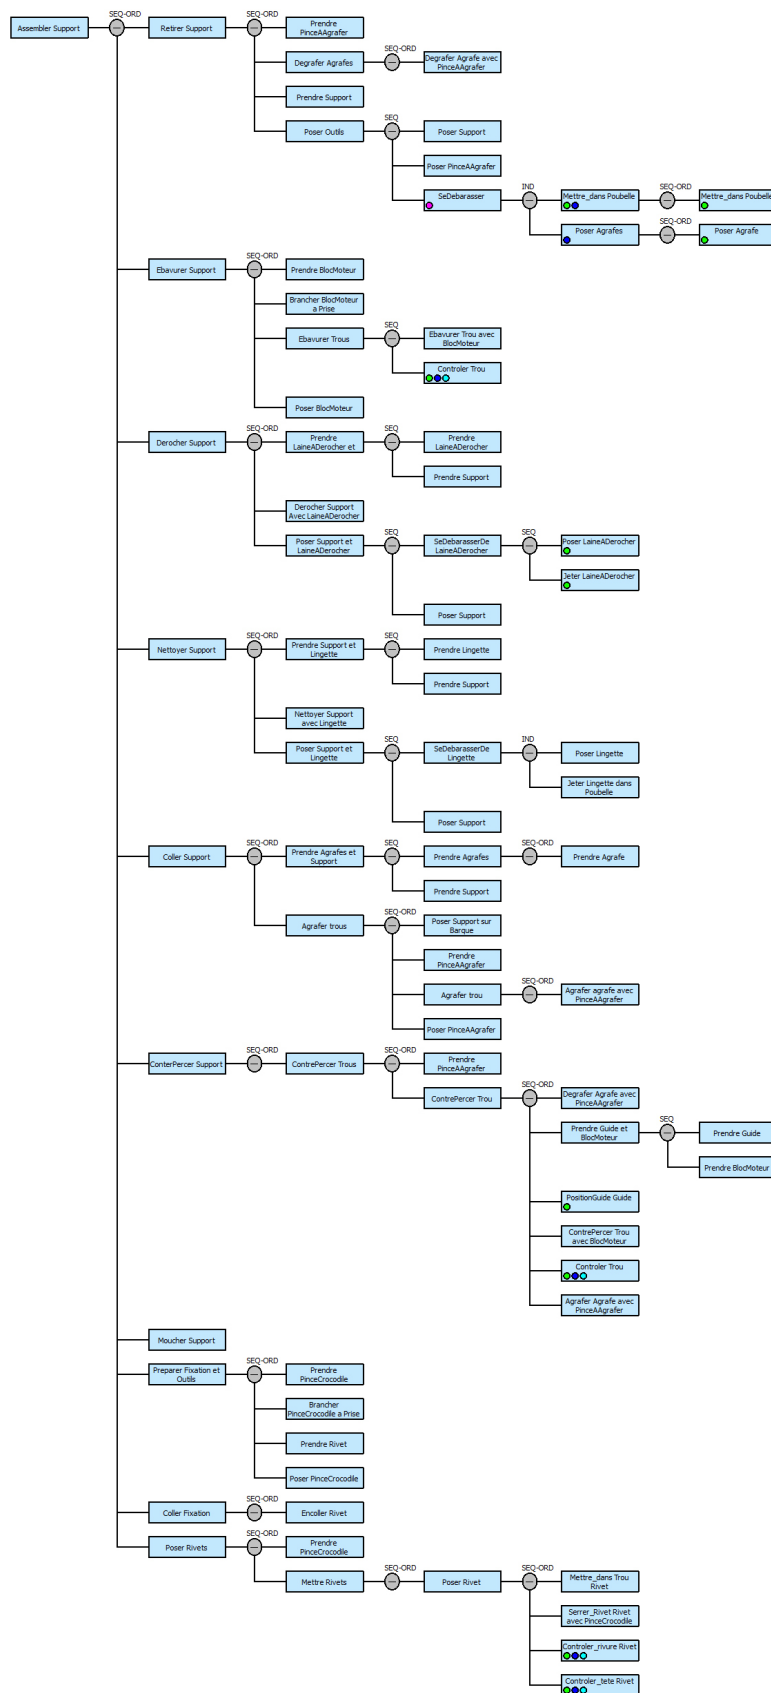 SEQ-ORD
SEQ-ORD
Assembler Support
Retirer Support
Prendre
PinceAAgrafer
SEQ-ORD
Degrafer Agrafes
Degrafer Agrafe avec
PinceAAgrafer
Prendre Support
SEQ
Poser Outils
Poser Support
Poser PinceAAgrafer
IND
SEQ-ORD
SeDebarasser
Mettre_dans Poubelle
Mettre_dans Poubelle
SEQ-ORD
Poser Agrafes
Poser Agrafe
SEQ-ORD
Ebavurer Support
Prendre BlocMoteur
Brancher BlocMoteur
a Prise
SEQ
Ebavurer Trous
Ebavurer Trou avec
BlocMoteur
Controler Trou
Poser BlocMoteur
SEQ-ORD
SEQ
Derocher Support
Prendre
LaineADerocher et
Prendre
LaineADerocher
Prendre Support
Derocher Support
Avec LaineADerocher
SEQ
SEQ
Poser Support et
LaineADerocher
SeDebarasserDe
LaineADerocher
Poser LaineADerocher
Jeter LaineADerocher
Poser Support
SEQ-ORD
SEQ
Nettoyer Support
Prendre Support et
Lingette
Prendre Lingette
Prendre Support
Nettoyer Support
avec Lingette
SEQ
IND
Poser Support et
Lingette
SeDebarasserDe
Lingette
Poser Lingette
Jeter Lingette dans
Poubelle
Poser Support
SEQ-ORD
SEQ
SEQ-ORD
Coller Support
Prendre Agrafes et
Support
Prendre Agrafes
Prendre Agrafe
Prendre Support
SEQ-ORD
Agrafer trous
Poser Support sur
Barque
Prendre
PinceAAgrafer
SEQ-ORD
Agrafer trou
Agrafer agrafe avec
PinceAAgrafer
Poser PinceAAgrafer
SEQ-ORD
SEQ-ORD
ConterPercer Support
ContrePercer Trous
Prendre
PinceAAgrafer
SEQ-ORD
ContrePercer Trou
Degrafer Agrafe avec
PinceAAgrafer
SEQ
Prendre Guide et
BlocMoteur
Prendre Guide
Prendre BlocMoteur
PositionGuide Guide
ContrePercer Trou
avec BlocMoteur
Controler Trou
Agrafer Agrafe avec
PinceAAgrafer
Moucher Support
SEQ-ORD
Preparer Fixation et
Outils
Prendre
PinceCrocodile
Brancher
PinceCrocodile a Prise
Prendre Rivet
Poser PinceCrocodile
SEQ-ORD
Coller Fixation
Encoller Rivet
SEQ-ORD
Poser Rivets
Prendre
PinceCrocodile
SEQ-ORD
SEQ-ORD
Mettre Rivets
Poser Rivet
Mettre_dans Trou
Rivet
Serrer_Rivet Rivet
avec PinceCrocodile
Controler_rivure Rivet
Controler_tete Rivet